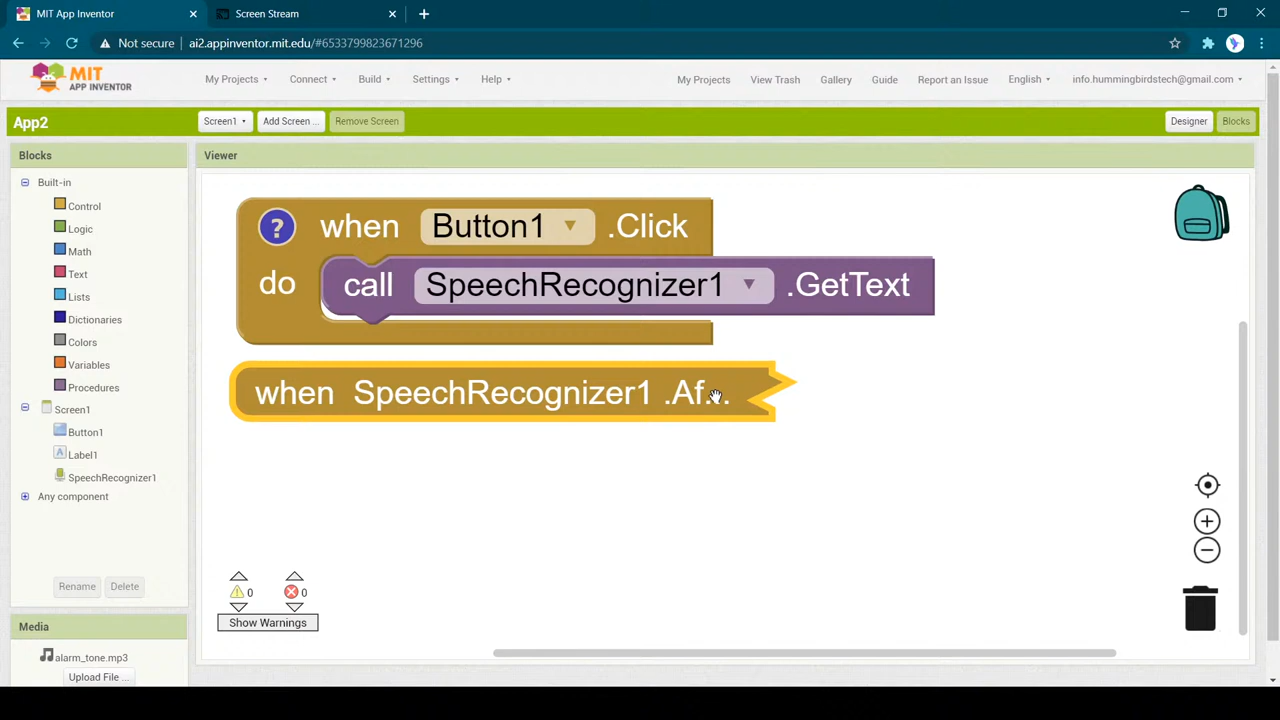 MIT App Inventor
Screen Stream
Not secure
ai2.appinventor.mit.edu/#6533799823671296
MIT
APP INVENTOR
My Projects
Connect
Build
Settings
Help
My Projects
View Trash
Gallery
Guide
Report an Issue
English
info.hummingbirdstech@gmail.com
App2
Screen1
Add Screen ...
Remove Screen
Designer
Blocks
Blocks
Viewer
Built-in
Control
Logic
Math
Text
Lists
Dictionaries
Colors
Variables
Procedures
Screen1
Button1
Label1
SpeechRecognizer1
Any component
Rename
Delete
Media
alarm_tone.mp3
Upload File ...
? when Button1 .Click
do call SpeechRecognizer1 .GetText
when SpeechRecognizer1 .Af...
0
0
Show Warnings